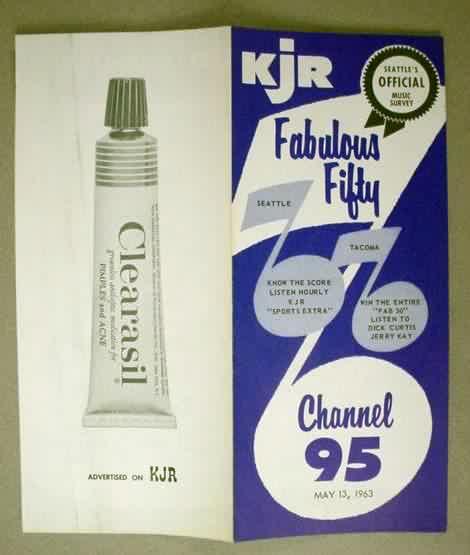 Clearasil
®
PIMPLES and ACNE
ADVERTISED ON KJR
KJR
SEATTLE'S
OFFICIAL
MUSIC
SURVEY
Fabulous
Fifty
SEATTLE
KNOW THE SCORE
LISTEN HOURLY
KJR
"SPORTS EXTRA"
TACOMA
WIN THE ENTIRE
"FAB 50"
LISTEN TO
DICK CURTIS
JERRY KAY
Channel
95
MAY 13, 1963